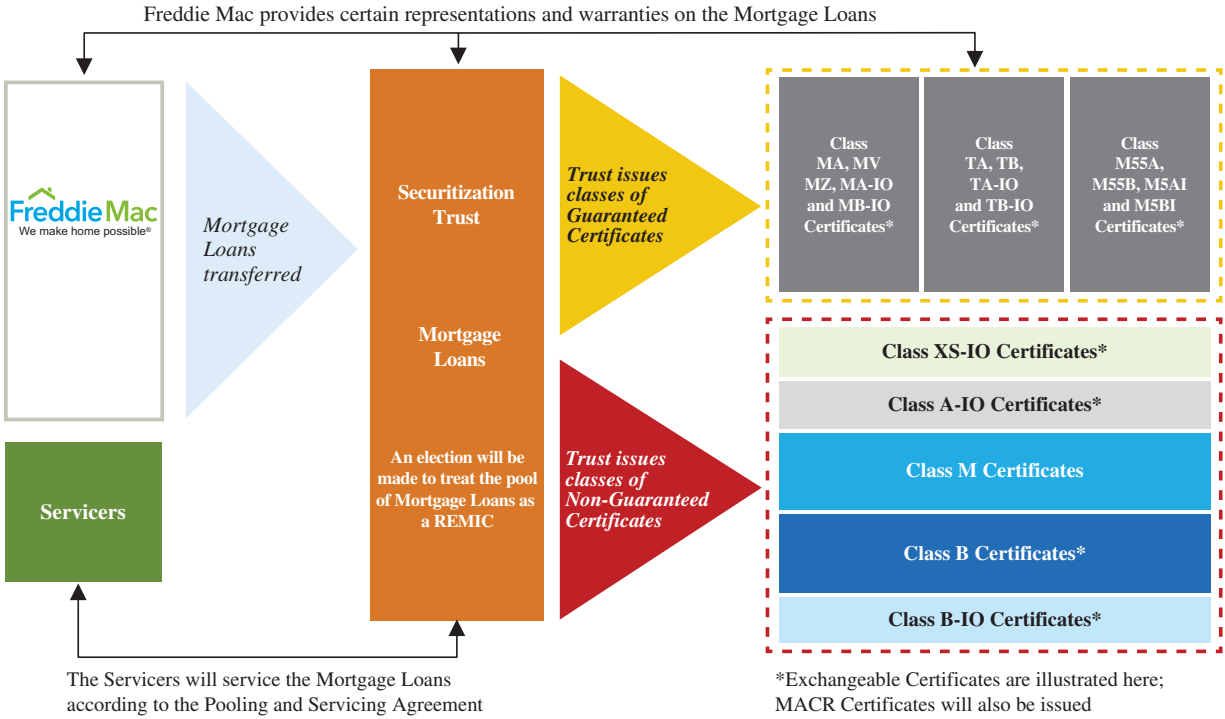 Freddie Mac provides certain representations and warranties on the Mortgage Loans
FreddieMac
We make home possible®
Mortgage
Loans
transferred
Servicers
Securitization
Trust
Mortgage
Loans
An election will be
made to treat the pool
of Mortgage Loans as
a REMIC
Trust issues
classes of
Guaranteed
Certificates
Trust issues
classes of
Non-Guaranteed
Certificates
Class
MA, MV
MZ, MA-IO
and MB-IO
Certificates*
Class
TA, TB,
TA-IO
and TB-IO
Certificates*
Class
M55A,
M55B, M5AI
and M5BI
Certificates*
Class XS-IO Certificates*
Class A-IO Certificates*
Class M Certificates
Class B Certificates*
Class B-IO Certificates*
The Servicers will service the Mortgage Loans
according to the Pooling and Servicing Agreement
*Exchangeable Certificates are illustrated here;
MACR Certificates will also be issued